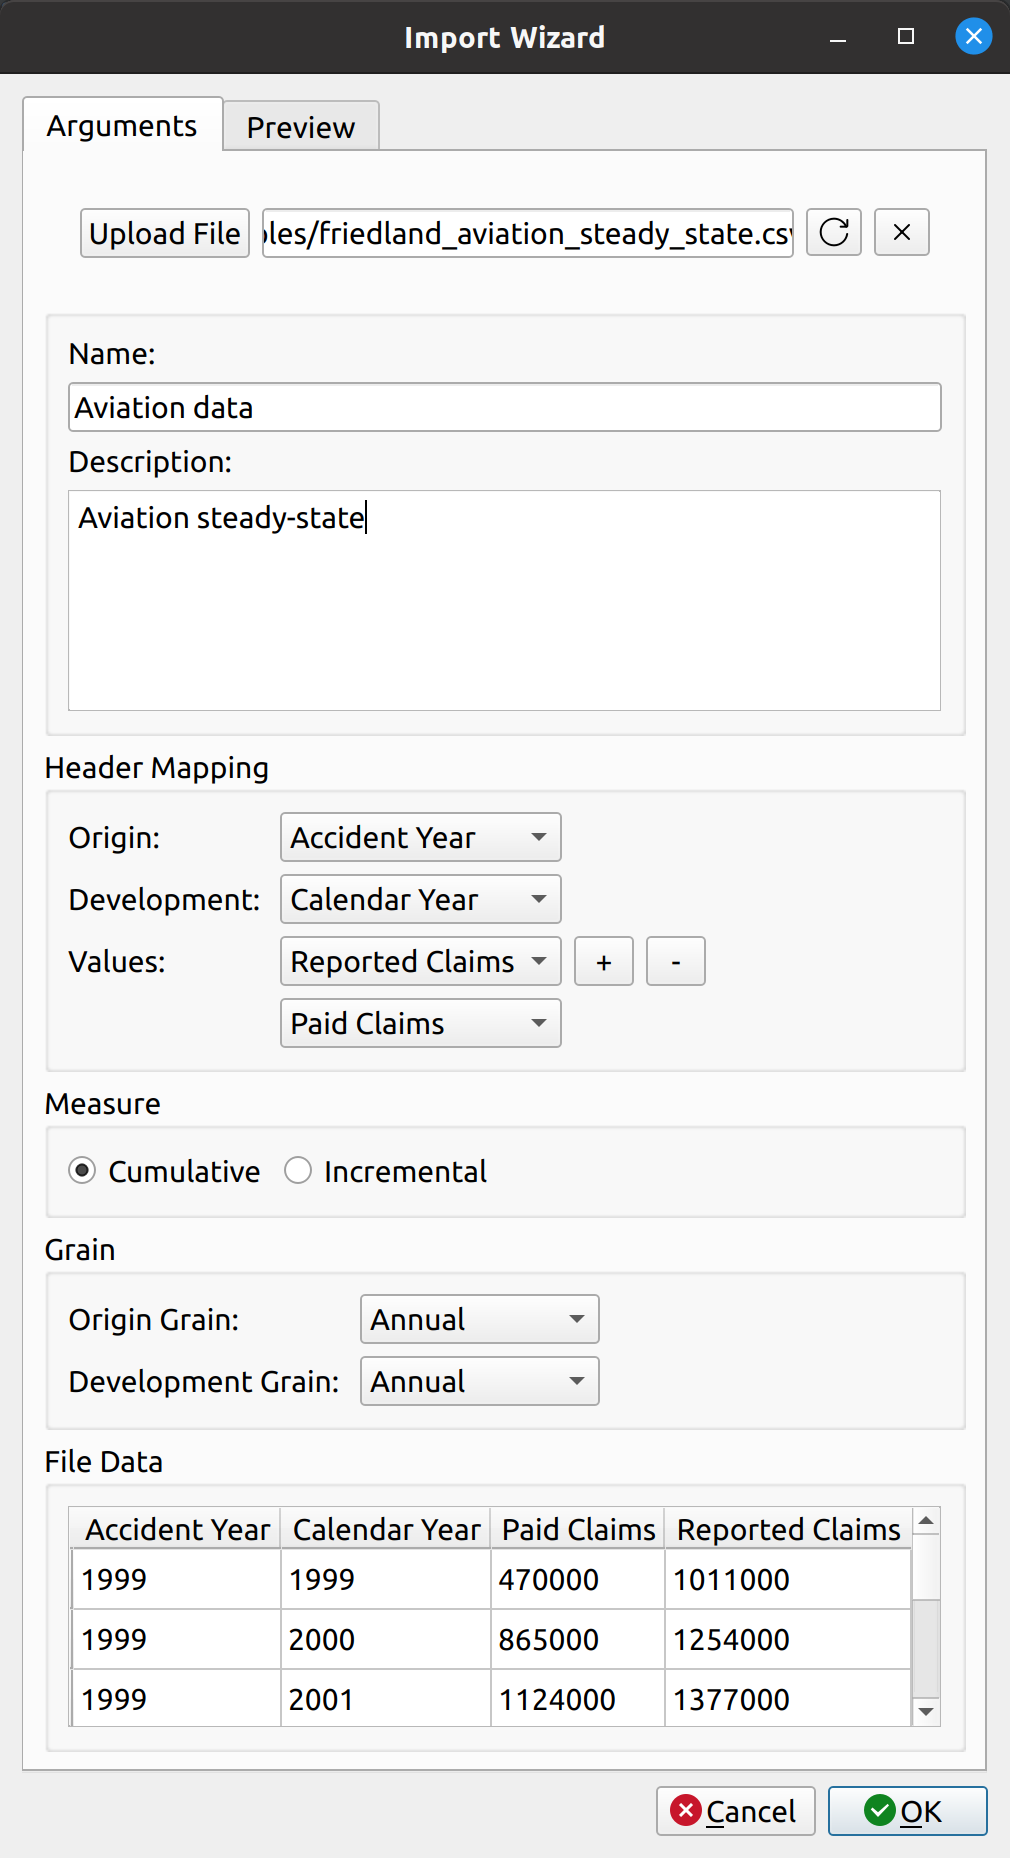 Import Wizard
Arguments Preview
Upload File les/friedland_aviation_steady_state.csv
Name:
Aviation data
Description:
Aviation steady-state
Header Mapping
Origin: Accident Year
Development: Calendar Year
Values: Reported Claims + -
Paid Claims
Measure
Cumulative Incremental
Grain
Origin Grain: Annual
Development Grain: Annual
File Data
Accident Year Calendar Year Paid Claims Reported Claims
1999 1999 470000 1011000
1999 2000 865000 1254000
1999 2001 1124000 1377000
Cancel OK